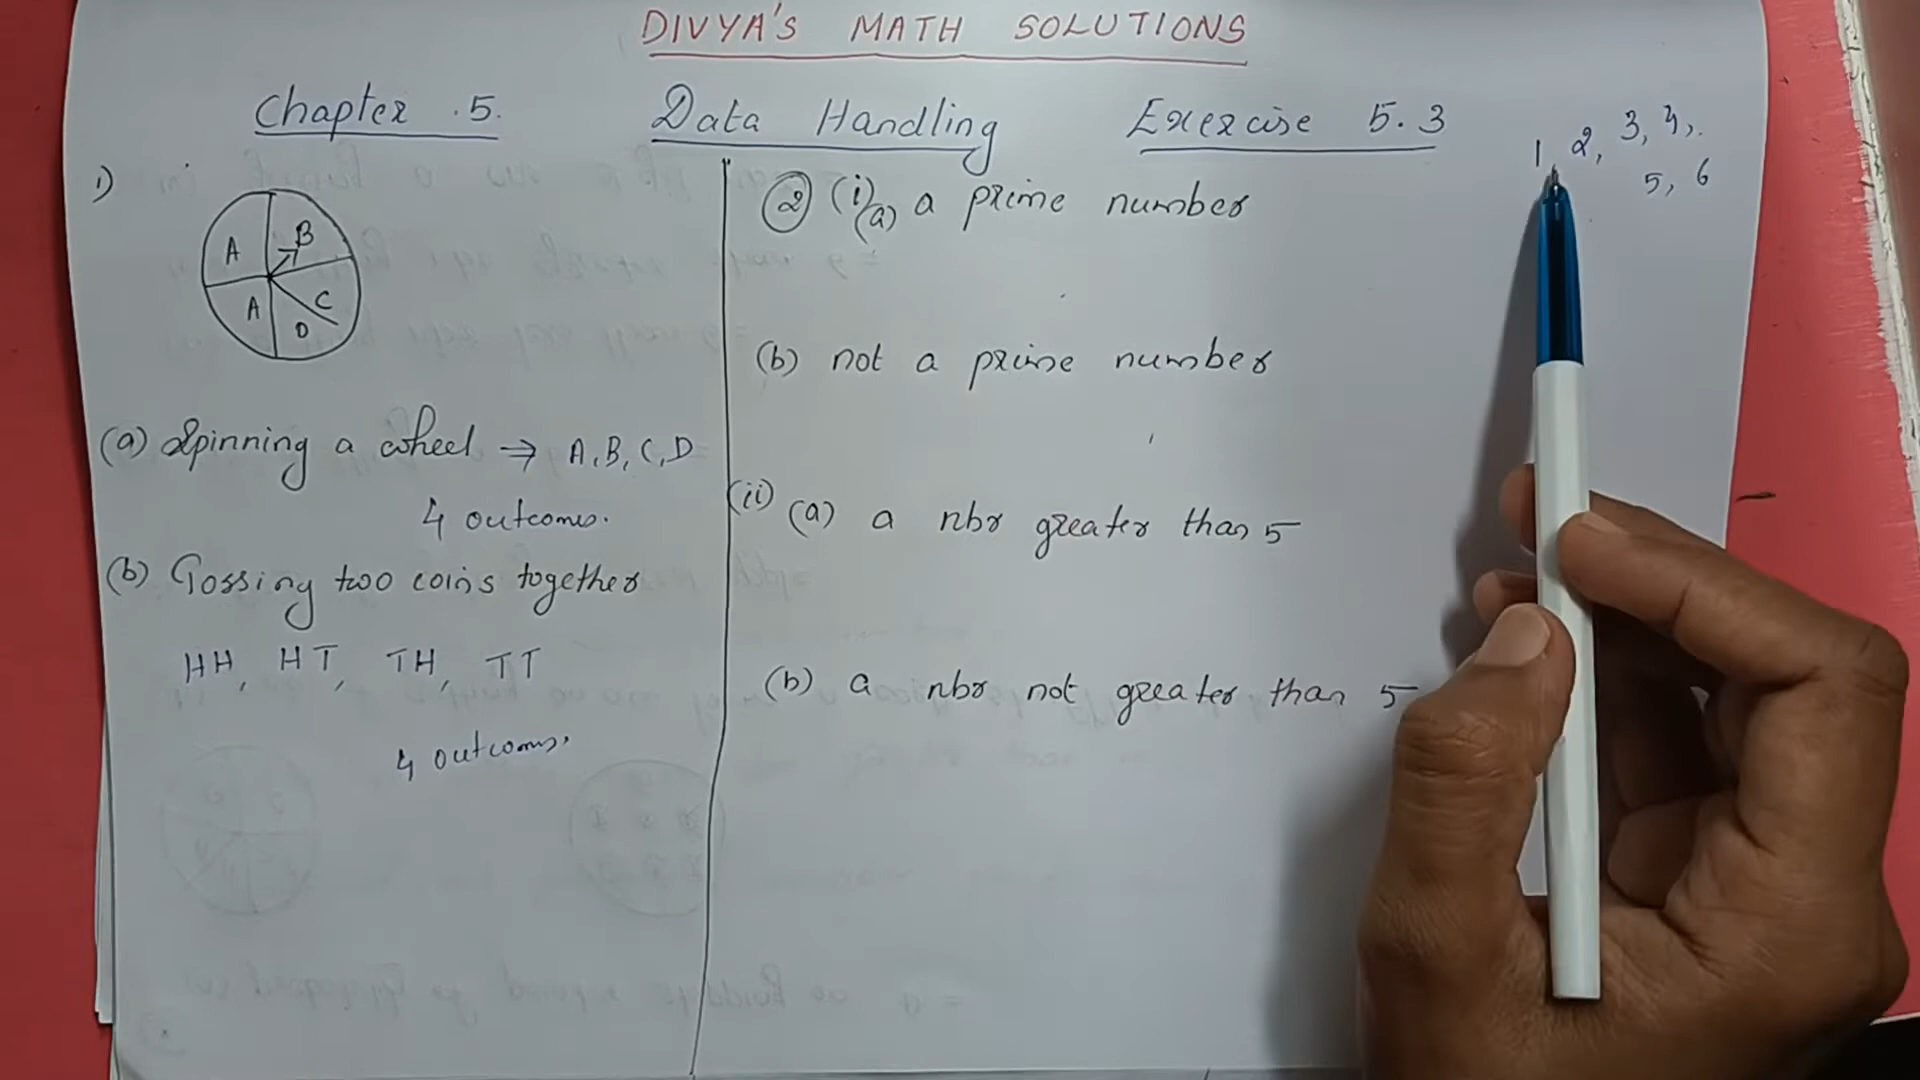 DIVYA'S MATH SOLUTIONS
Chapter .5. Data Handling Exercise 5.3
1, 2, 3, 4,.
5, 6
1)
A B
A C
D
(a) Spinning a wheel ⇒ A, B, C, D
4 outcomes.
(b) Tossing two coins together
HH, HT, TH, TT
4 outcoms.
2 (i) (a) a prime number
(b) not a prime number
(ii) (a) a nbr greater than 5
(b) a nbr not greater than 5